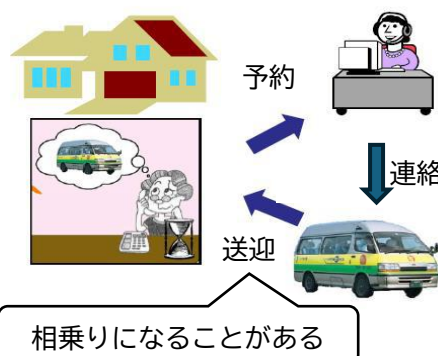 予約
連絡
送迎
相乗りになることがある